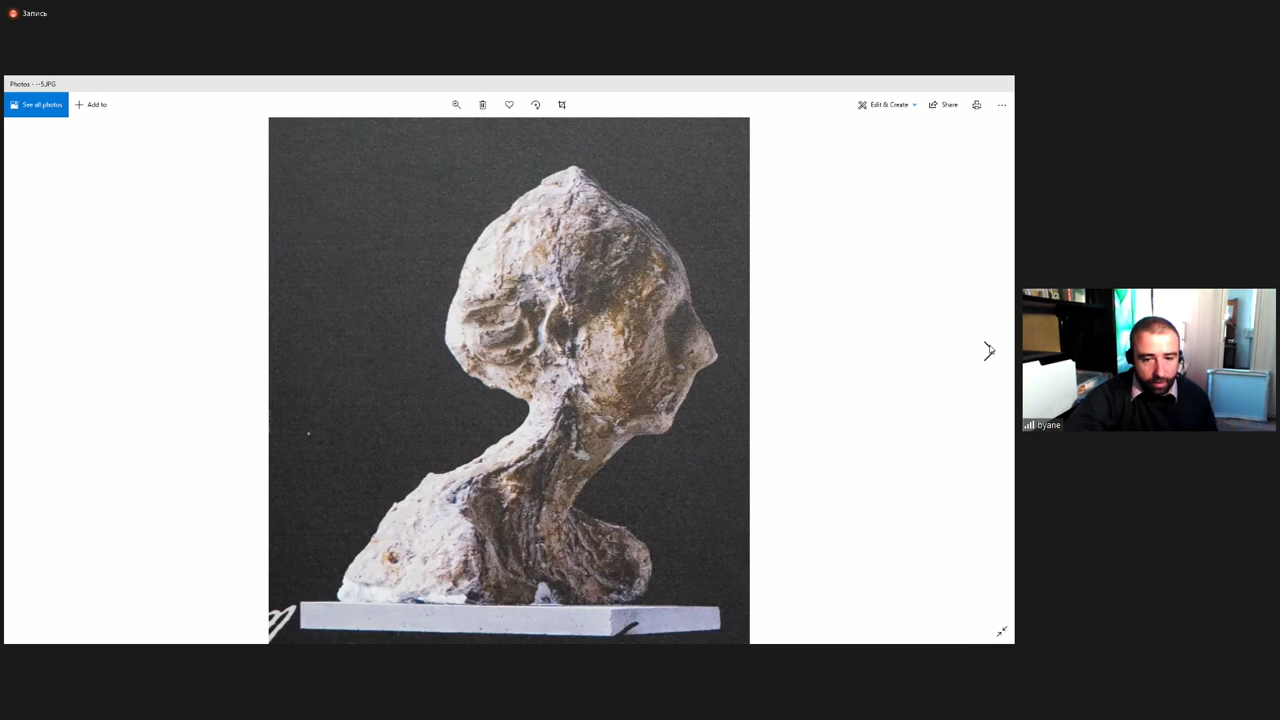 Запись
Photos - --5.JPG
See all photos
Add to
Edit & Create
Share
byane